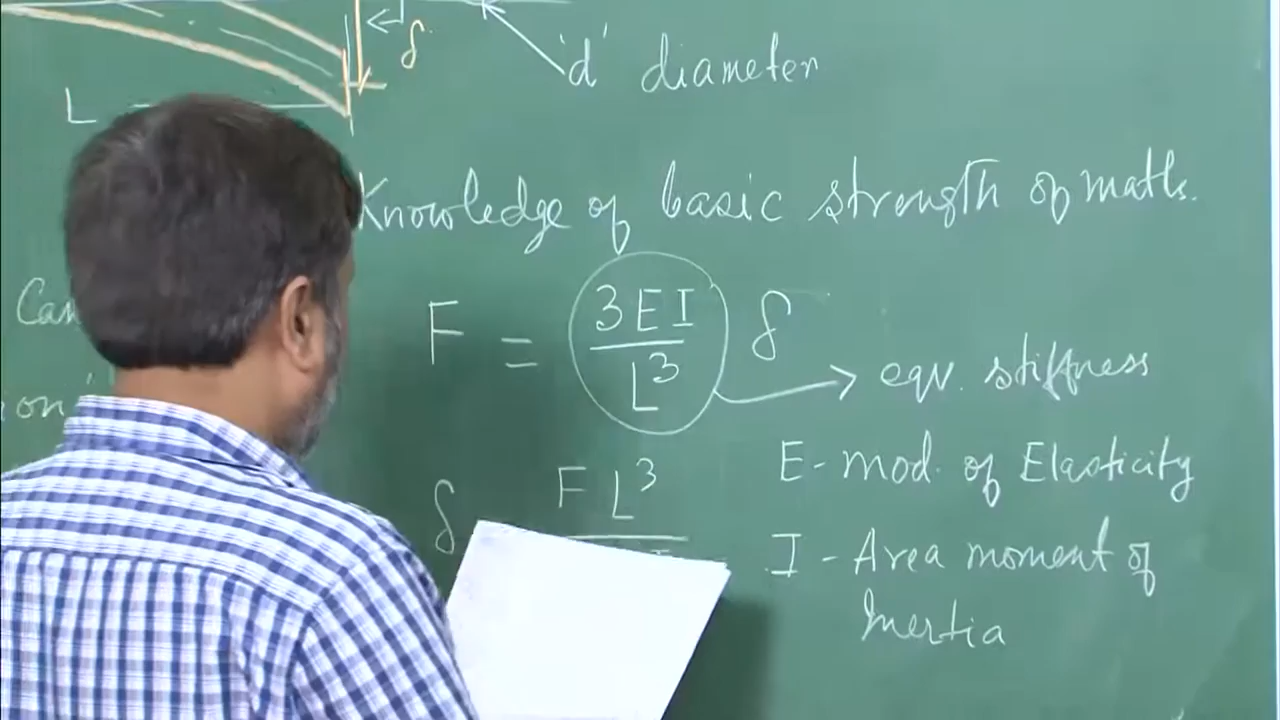 δ
'd' diameter
L
Knowledge of basic strength of matls.
F = 3EI/L³ δ
eqv. stiffness
E - mod. of Elasticity
δ FL³
I - Area moment of
Inertia